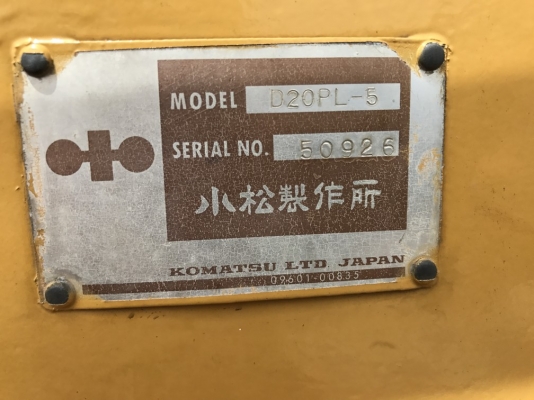 MODEL D20PL-5
SERIAL NO. 50926
小松製作所
KOMATSU LTD JAPAN
09601-00835